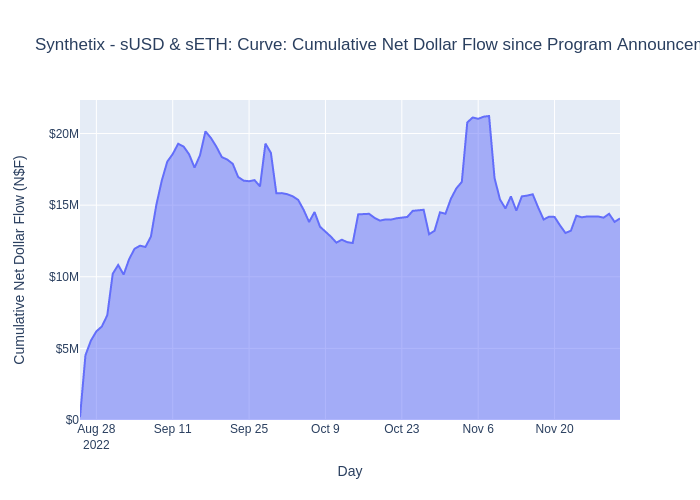 Synthetix - sUSD & sETH: Curve: Cumulative Net Dollar Flow since Program Announcem
Cumulative Net Dollar Flow (N$F)
$20M
$15M
$10M
$5M
$0
Aug 28
2022
Sep 11
Sep 25
Oct 9
Oct 23
Nov 6
Nov 20
Day